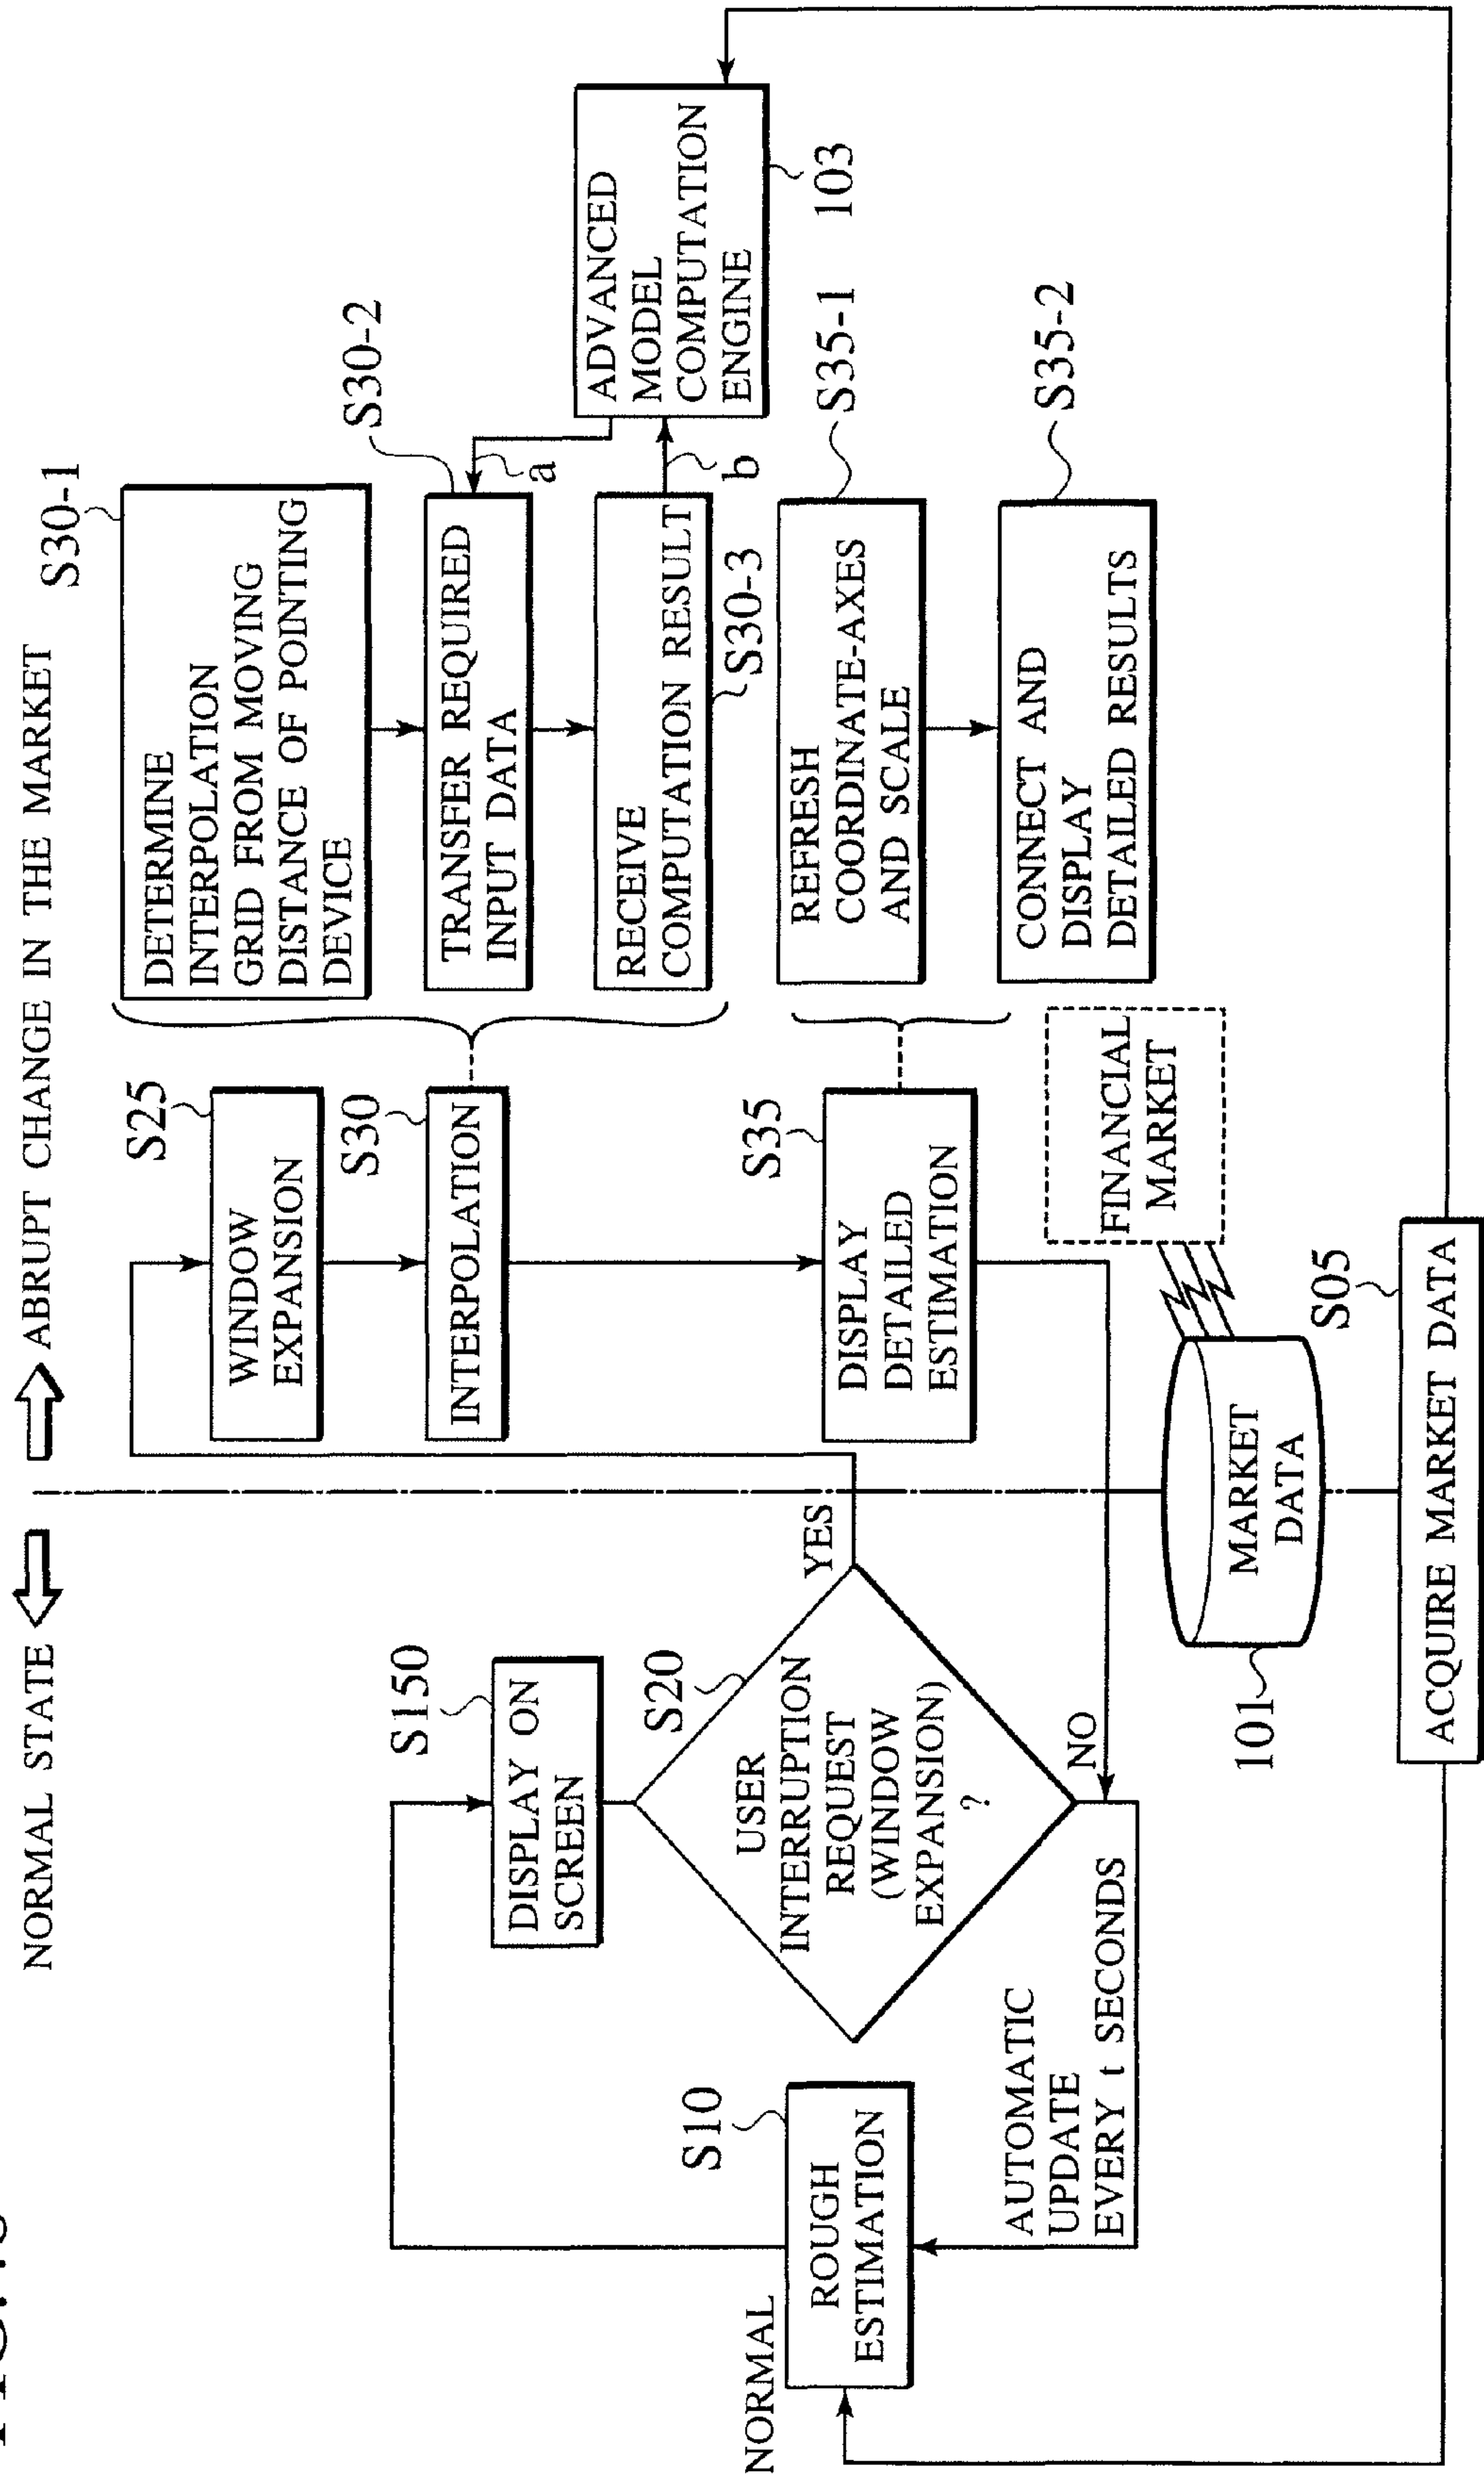 NORMAL STATE
ABRUPT CHANGE IN THE MARKET
S150
DISPLAY ON
SCREEN
S10
NORMAL
ROUGH
ESTIMATION
S20
USER
INTERRUPTION
REQUEST
(WINDOW
EXPANSION)
?
YES
NO
AUTOMATIC
UPDATE
EVERY t SECONDS
S25
WINDOW
EXPANSION
S30
INTERPOLATION
S35
DISPLAY
DETAILED
ESTIMATION
S30-1
DETERMINE
INTERPOLATION
GRID FROM MOVING
DISTANCE OF POINTING
DEVICE
S30-2
TRANSFER REQUIRED
INPUT DATA
a
RECEIVE
COMPUTATION RESULT
S30-3
b
ADVANCED
MODEL
COMPUTATION
ENGINE
103
REFRESH
COORDINATE-AXES
AND SCALE
S35-1
CONNECT AND
DISPLAY
DETAILED RESULTS
S35-2
FINANCIAL
MARKET
MARKET
DATA
101
S05
ACQUIRE MARKET DATA